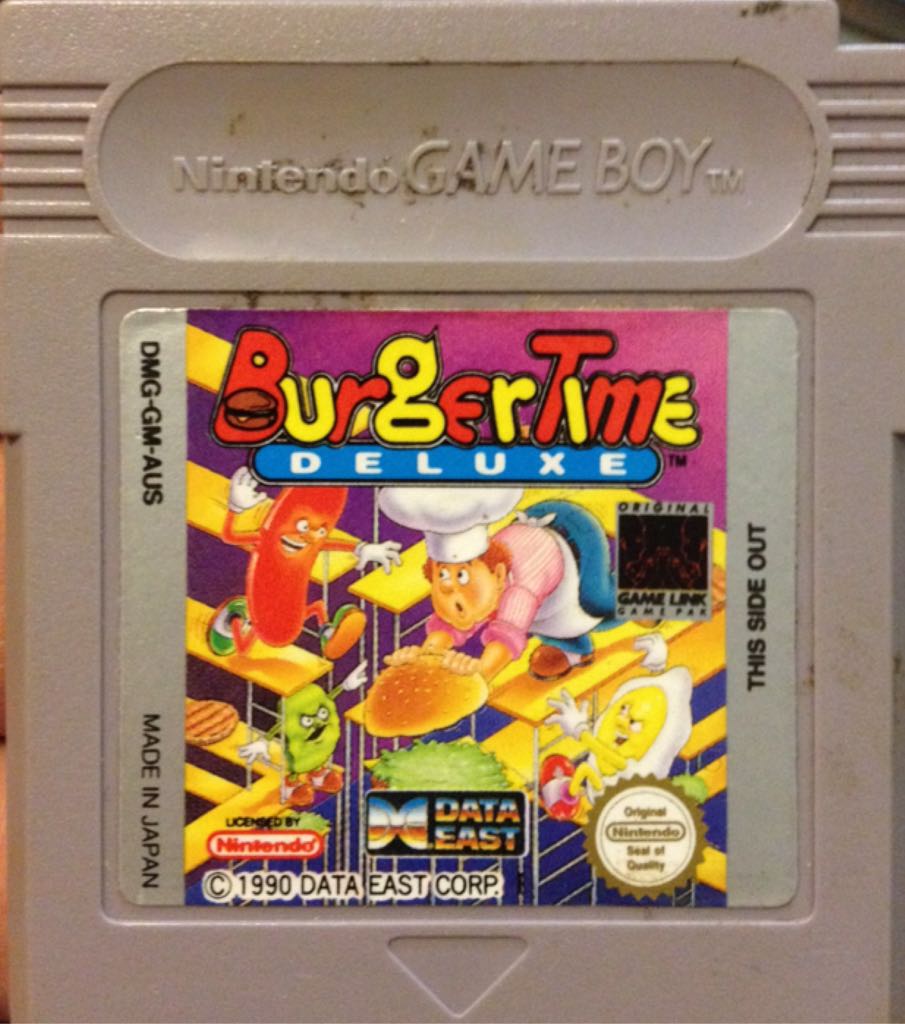 Nintendo GAME BOY TM
DMG-GM-AUS
MADE IN JAPAN
BurgerTime
DELUXE TM
ORIGINAL
GAME LINK
GAME PAK
THIS SIDE OUT
LICENSED BY
Nintendo
DATA
EAST
Original
Nintendo
Seal of
Quality
© 1990 DATA EAST CORP.